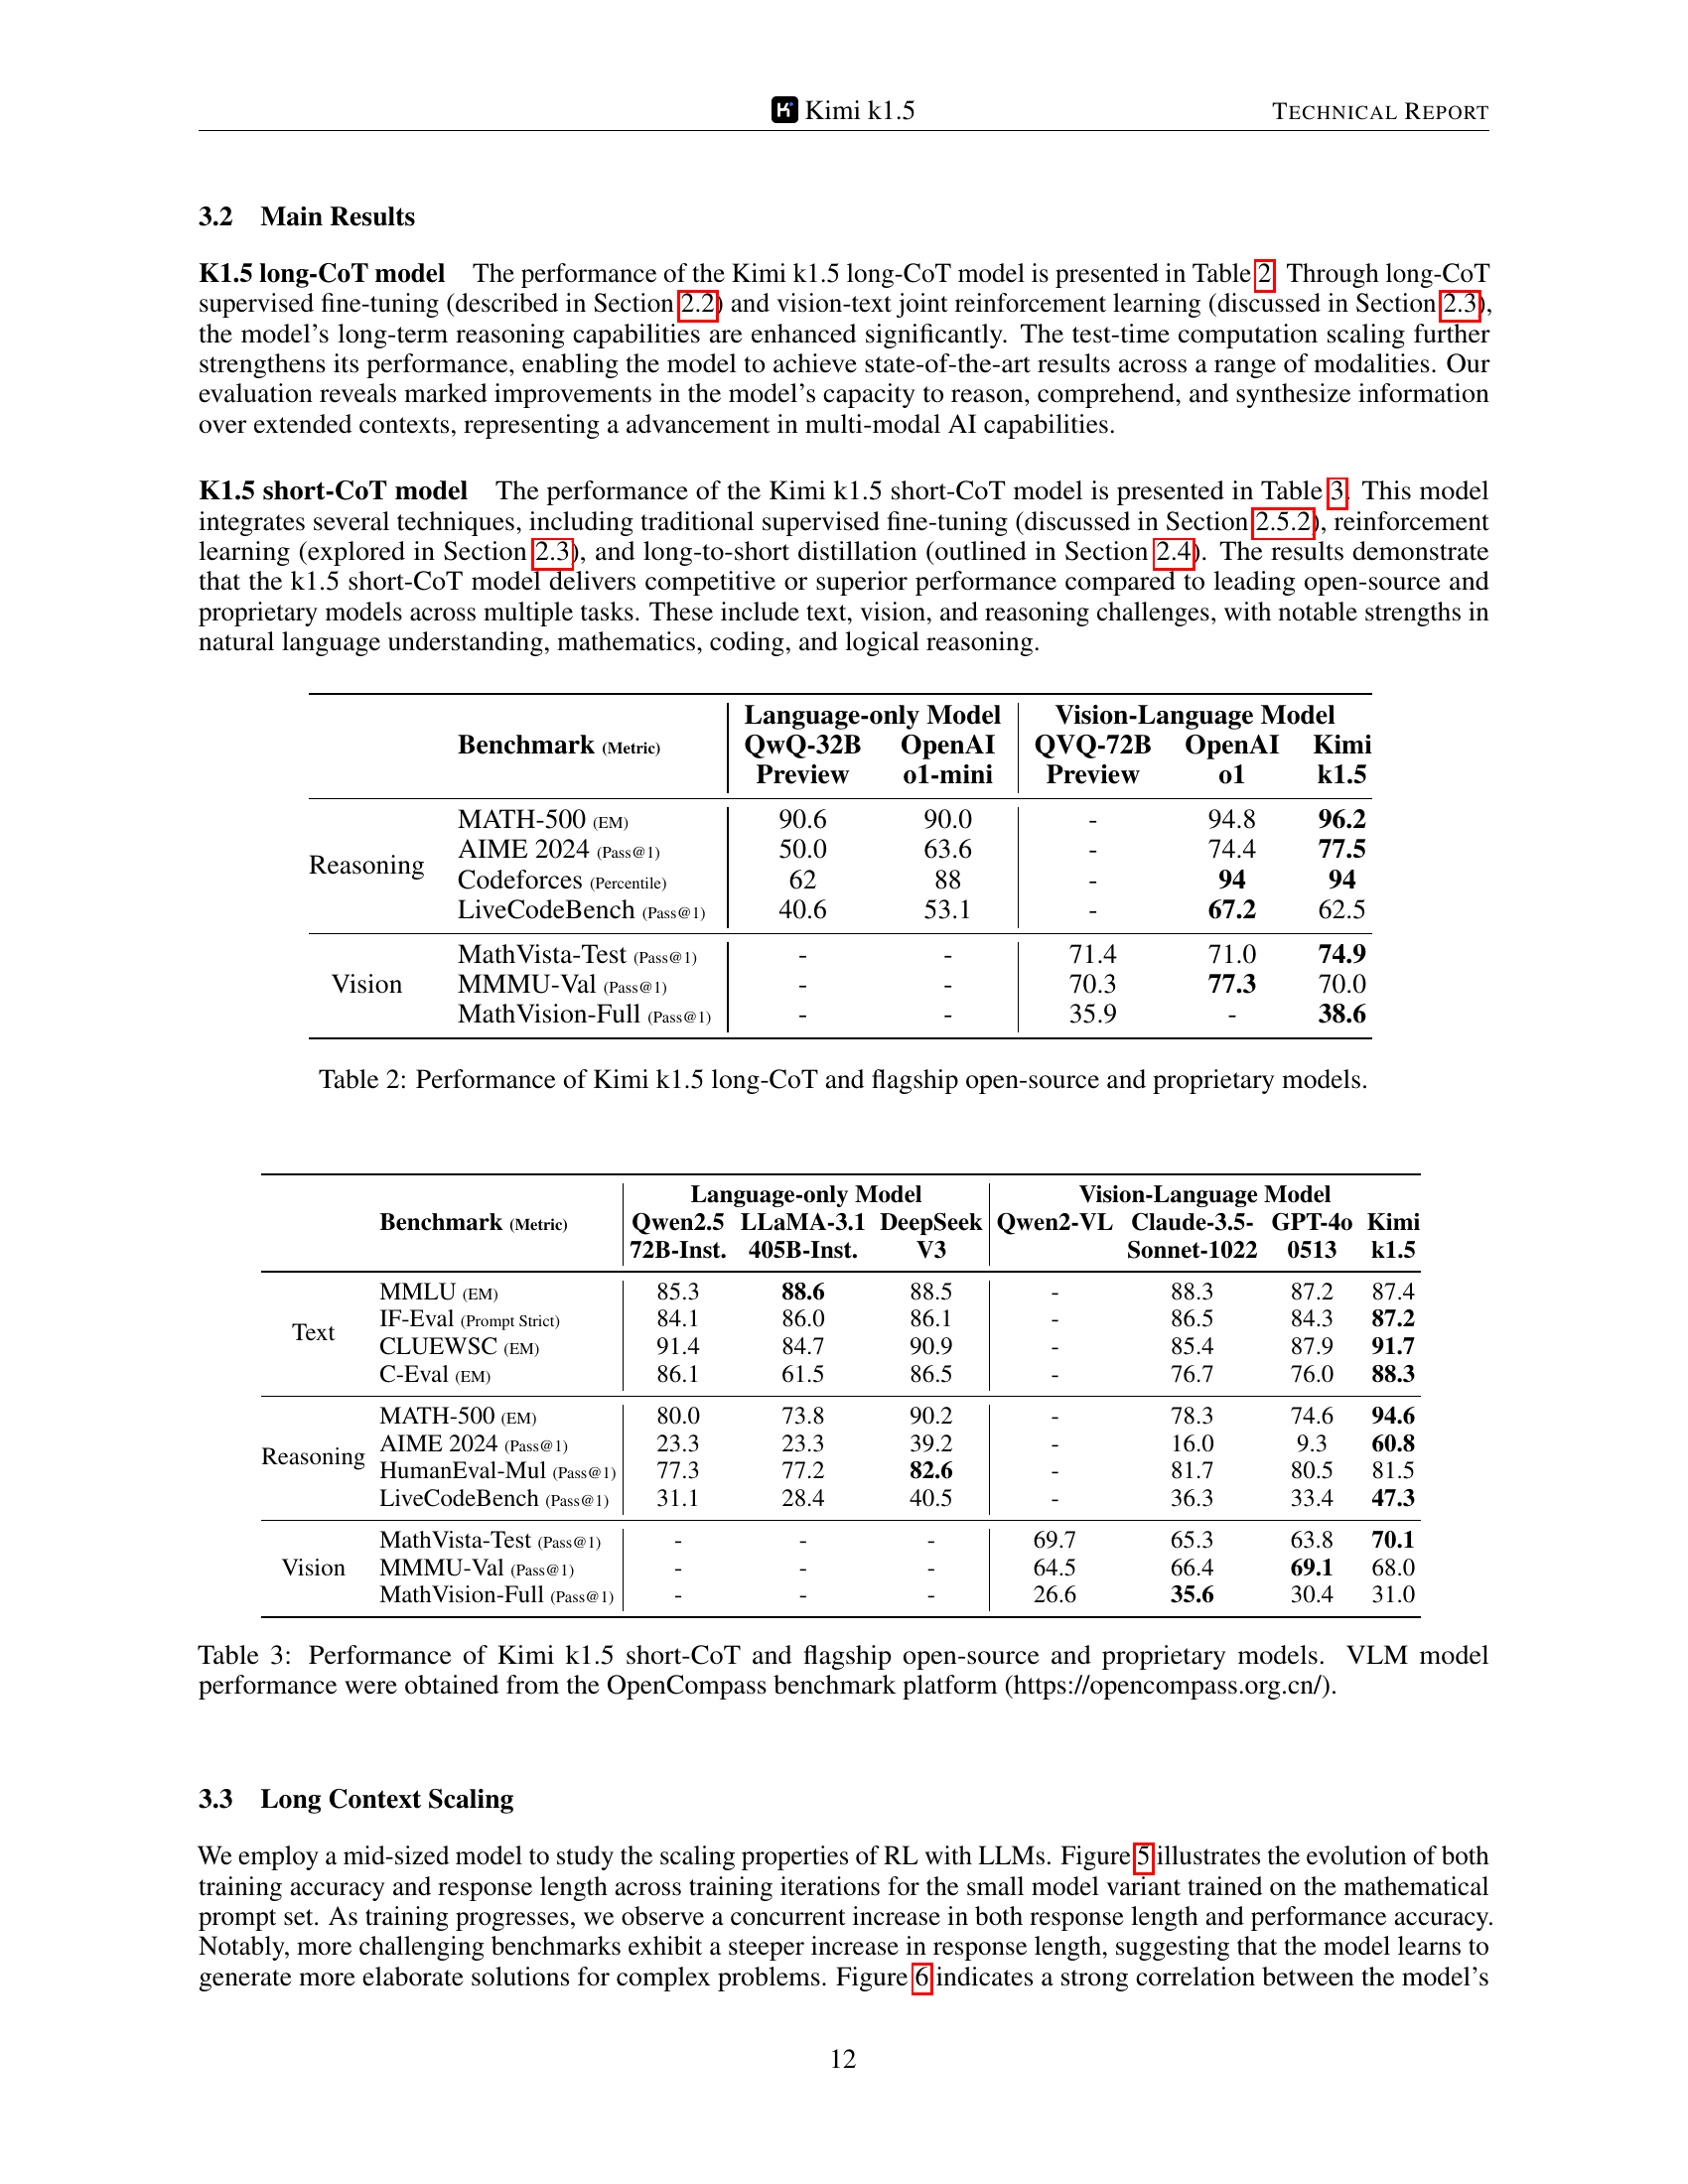 Kimi k1.5 TECHNICAL REPORT
3.2 Main Results
K1.5 long-CoT model The performance of the Kimi k1.5 long-CoT model is presented in Table 2. Through long-CoT
supervised fine-tuning (described in Section 2.2) and vision-text joint reinforcement learning (discussed in Section 2.3),
the model's long-term reasoning capabilities are enhanced significantly. The test-time computation scaling further
strengthens its performance, enabling the model to achieve state-of-the-art results across a range of modalities. Our
evaluation reveals marked improvements in the model's capacity to reason, comprehend, and synthesize information
over extended contexts, representing a advancement in multi-modal AI capabilities.
K1.5 short-CoT model The performance of the Kimi k1.5 short-CoT model is presented in Table 3. This model
integrates several techniques, including traditional supervised fine-tuning (discussed in Section 2.5.2), reinforcement
learning (explored in Section 2.3), and long-to-short distillation (outlined in Section 2.4). The results demonstrate
that the k1.5 short-CoT model delivers competitive or superior performance compared to leading open-source and
proprietary models across multiple tasks. These include text, vision, and reasoning challenges, with notable strengths in
natural language understanding, mathematics, coding, and logical reasoning.
Language-only Model Vision-Language Model
Benchmark (Metric) QwQ-32B OpenAI QVQ-72B OpenAI Kimi
Preview o1-mini Preview o1 k1.5
MATH-500 (EM) 90.6 90.0 - 94.8 96.2
AIME 2024 (Pass@1) 50.0 63.6 - 74.4 77.5
Reasoning
Codeforces (Percentile) 62 88 - 94 94
LiveCodeBench (Pass@1) 40.6 53.1 - 67.2 62.5
MathVista-Test (Pass@1) - - 71.4 71.0 74.9
Vision MMMU-Val (Pass@1) - - 70.3 77.3 70.0
MathVision-Full (Pass@1) - - 35.9 - 38.6
Table 2: Performance of Kimi k1.5 long-CoT and flagship open-source and proprietary models.
Language-only Model Vision-Language Model
Benchmark (Metric) Qwen2.5 LLaMA-3.1 DeepSeek Qwen2-VL Claude-3.5- GPT-4o Kimi
72B-Inst. 405B-Inst. V3 Sonnet-1022 0513 k1.5
MMLU (EM) 85.3 88.6 88.5 - 88.3 87.2 87.4
IF-Eval (Prompt Strict) 84.1 86.0 86.1 - 86.5 84.3 87.2
Text
CLUEWSC (EM) 91.4 84.7 90.9 - 85.4 87.9 91.7
C-Eval (EM) 86.1 61.5 86.5 - 76.7 76.0 88.3
MATH-500 (EM) 80.0 73.8 90.2 - 78.3 74.6 94.6
AIME 2024 (Pass@1) 23.3 23.3 39.2 - 16.0 9.3 60.8
Reasoning
HumanEval-Mul (Pass@1) 77.3 77.2 82.6 - 81.7 80.5 81.5
LiveCodeBench (Pass@1) 31.1 28.4 40.5 - 36.3 33.4 47.3
MathVista-Test (Pass@1) - - - 69.7 65.3 63.8 70.1
Vision MMMU-Val (Pass@1) - - - 64.5 66.4 69.1 68.0
MathVision-Full (Pass@1) - - - 26.6 35.6 30.4 31.0
Table 3: Performance of Kimi k1.5 short-CoT and flagship open-source and proprietary models. VLM model
performance were obtained from the OpenCompass benchmark platform (https://opencompass.org.cn/).
3.3 Long Context Scaling
We employ a mid-sized model to study the scaling properties of RL with LLMs. Figure 5 illustrates the evolution of both
training accuracy and response length across training iterations for the small model variant trained on the mathematical
prompt set. As training progresses, we observe a concurrent increase in both response length and performance accuracy.
Notably, more challenging benchmarks exhibit a steeper increase in response length, suggesting that the model learns to
generate more elaborate solutions for complex problems. Figure 6 indicates a strong correlation between the model's
12